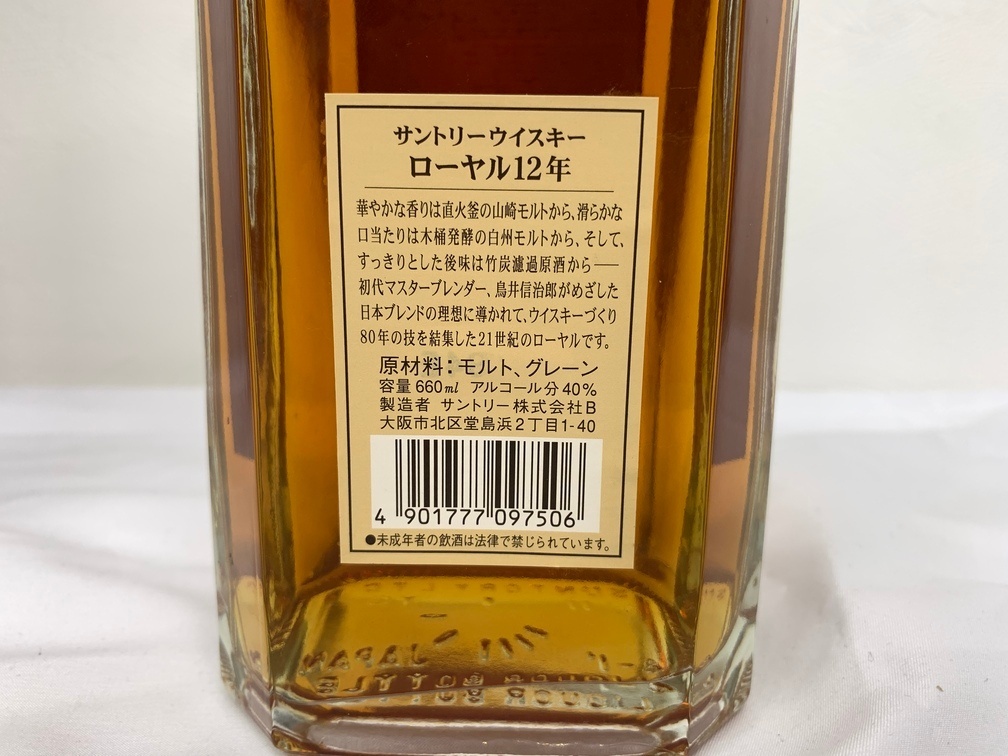 サントリーウイスキー
ローヤル12年
華やかな香りは直火釜の山崎モルトから、滑らかな
口当たりは木桶発酵の白州モルトから、そして、
すっきりとした後味は竹炭濾過原酒から――
初代マスターブレンダー、鳥井信治郎がめざした
日本ブレンドの理想に導かれて、ウイスキーづくり
80年の技を結集した21世紀のローヤルです。
原材料:モルト、グレーン
容量 660ml アルコール分 40%
製造者 サントリー株式会社B
大阪市北区堂島浜2丁目1-40
4 901777 097506
●未成年者の飲酒は法律で禁じられています。
JAPAN